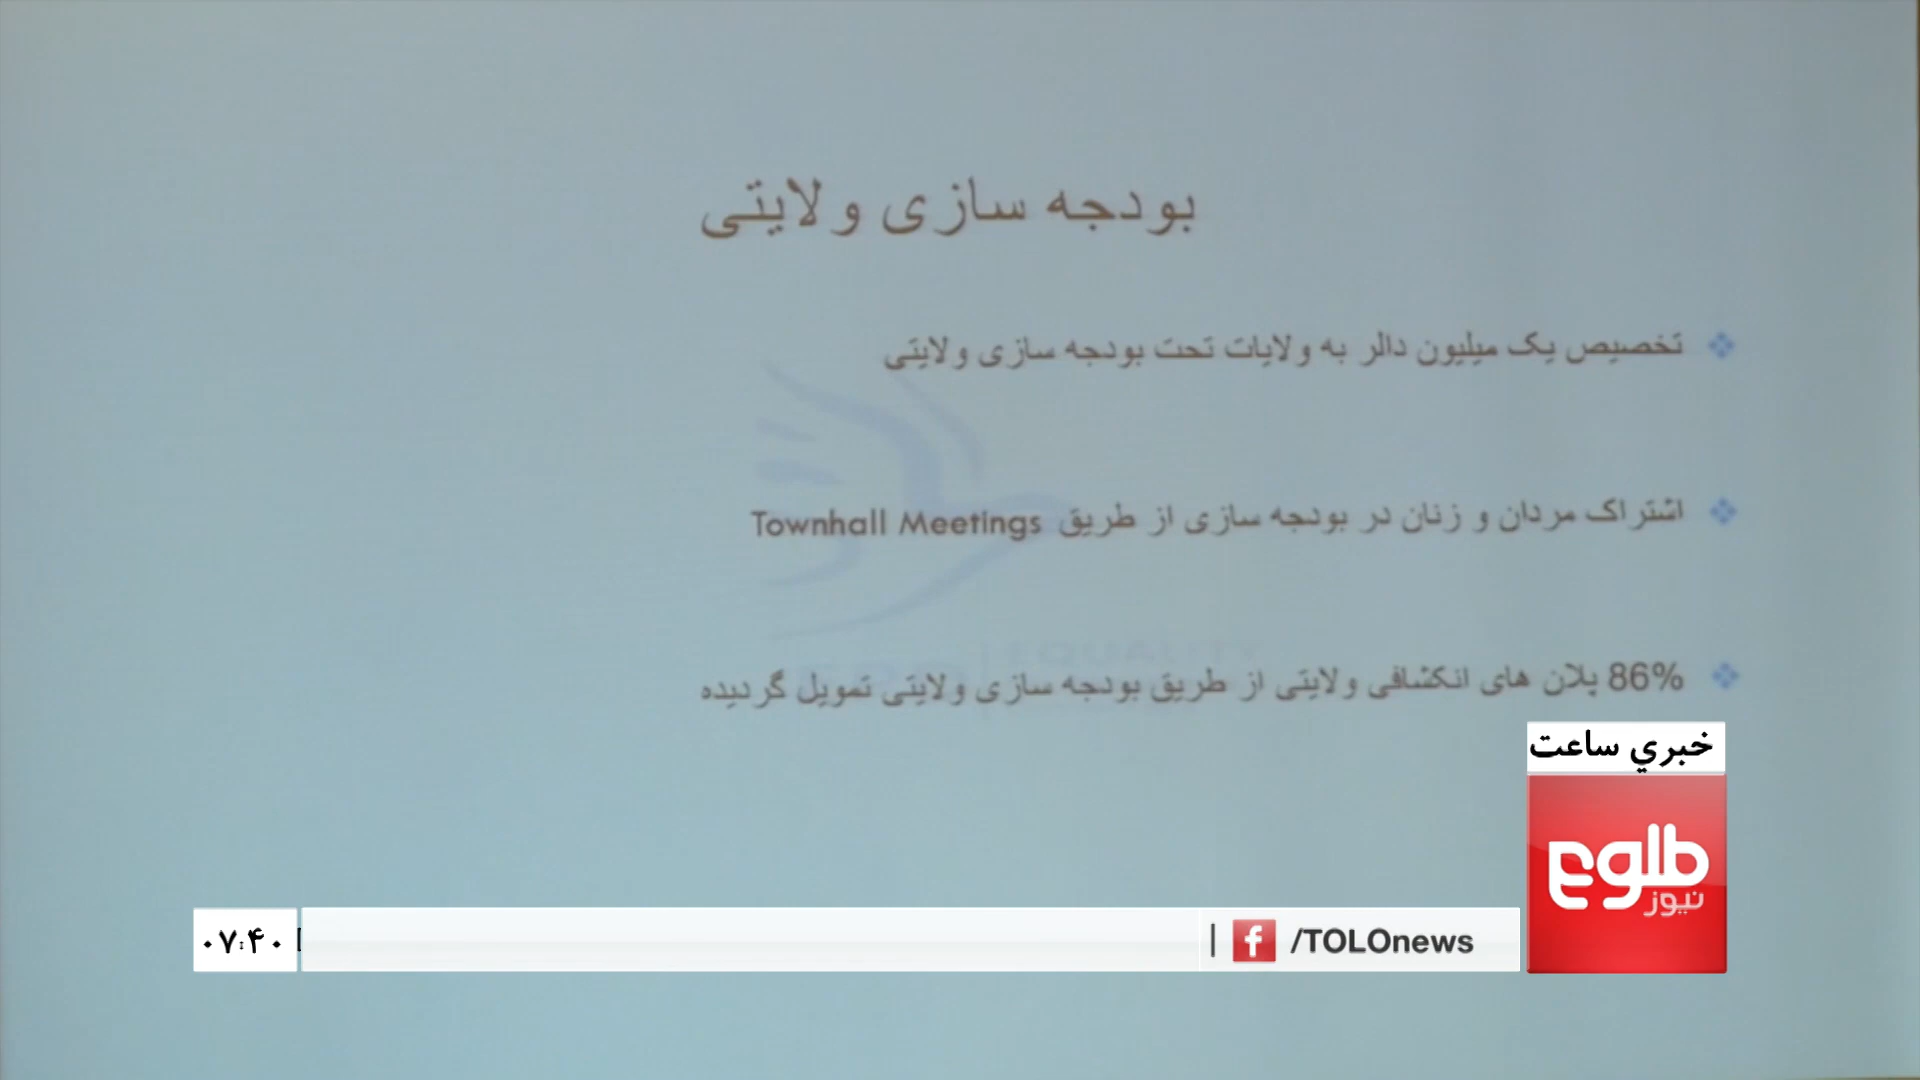 بودجه سازی ولایتی
تخصیص یک میلیون دالر به ولایات تحت بودجه سازی ولایتی
اشتراک مردان و زنان در بودجه سازی از طریق Townhall Meetings
EQUALITY
86% پلان های انکشافی ولایتی از طریق بودجه سازی ولایتی تمویل گردیده
خبري ساعت
طلوع
نیوز
/TOLOnews
۰۷:۴۰